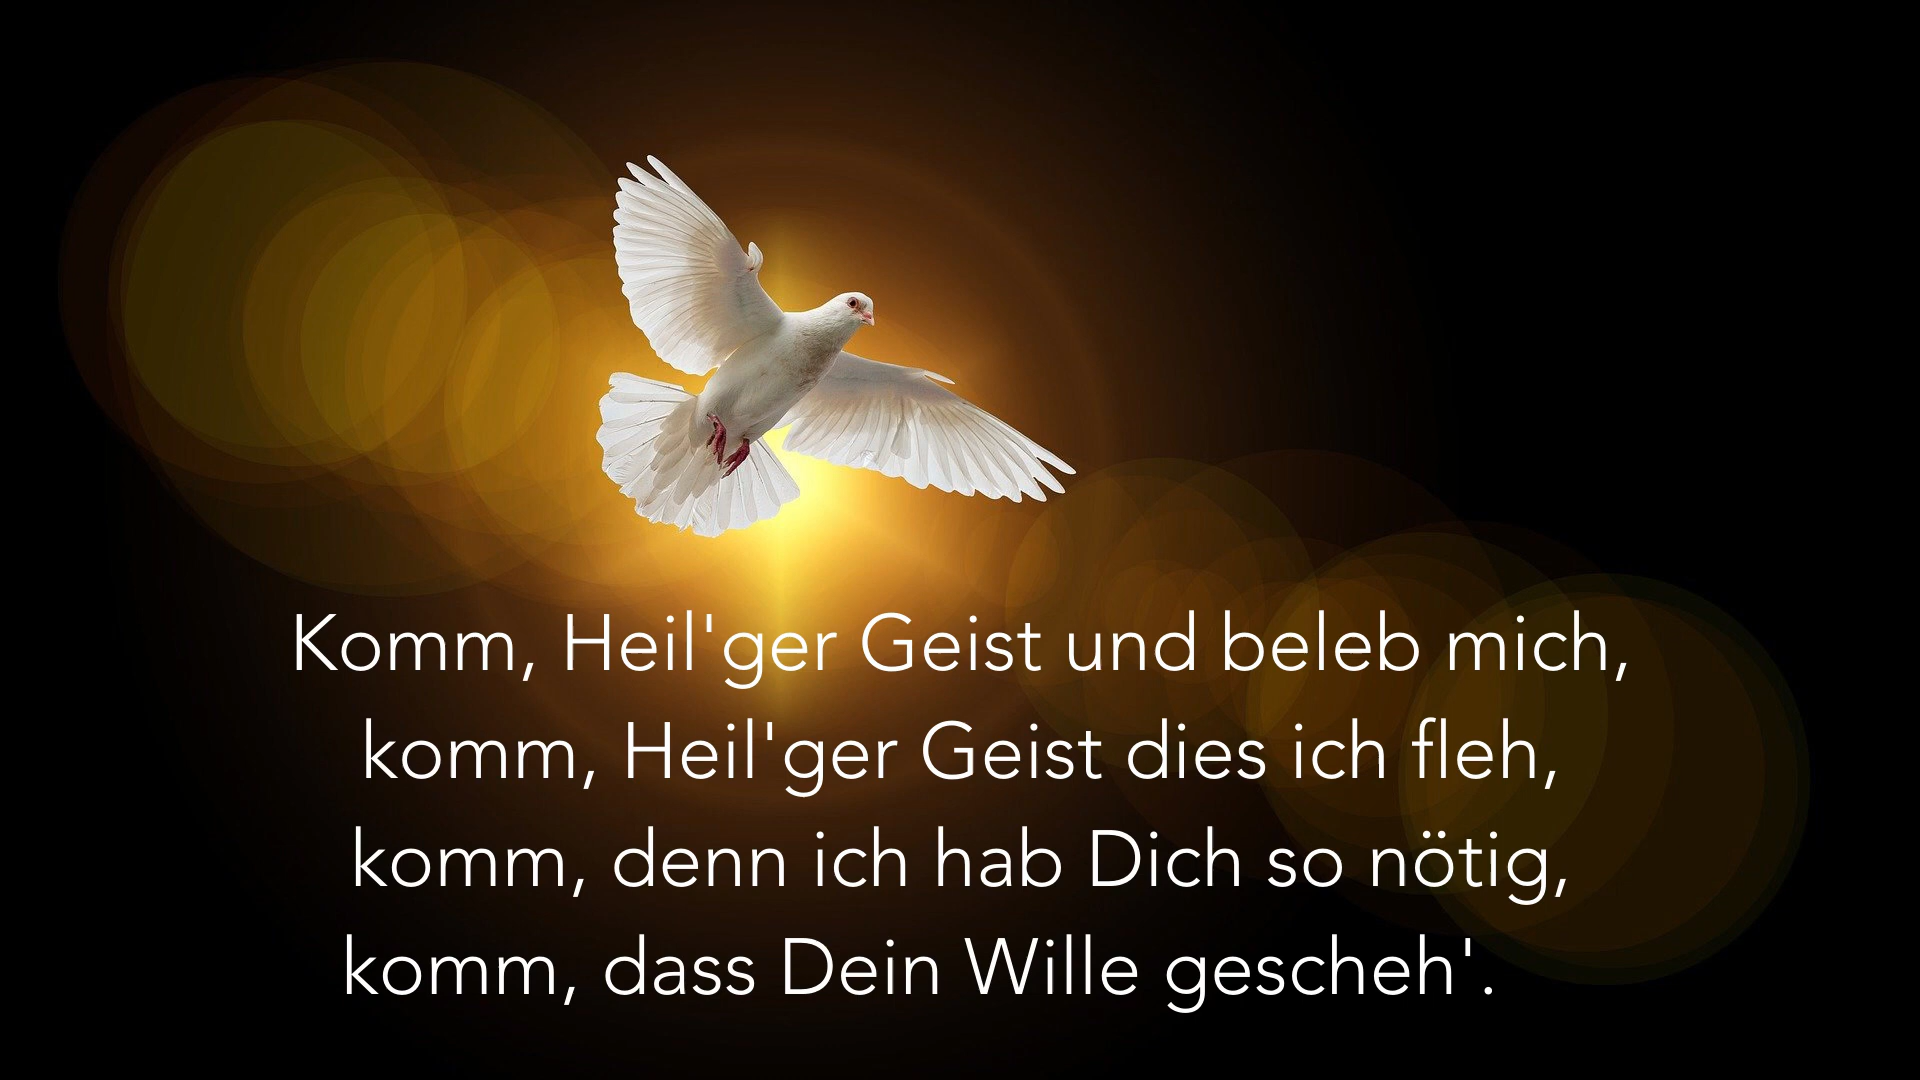 Komm, Heil'ger Geist und beleb mich,
komm, Heil'ger Geist dies ich fleh,
komm, denn ich hab Dich so nötig,
komm, dass Dein Wille gescheh'.